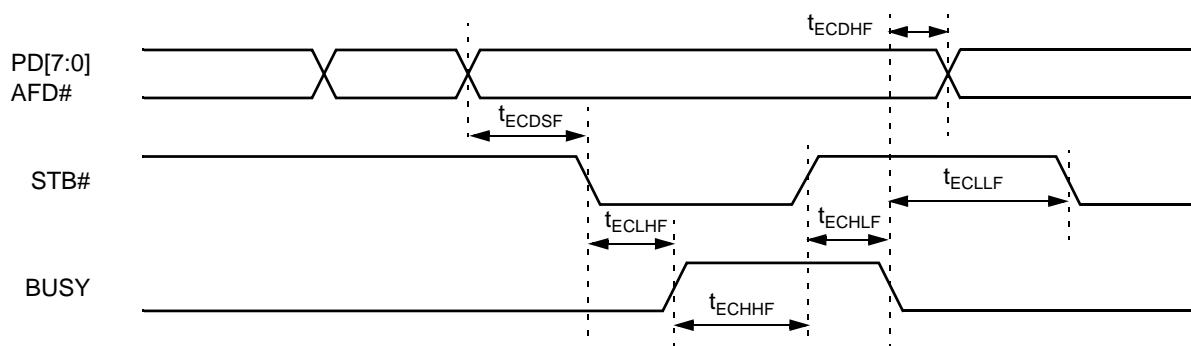 tECDHF
PD[7:0]
AFD#
tECDSF
STB#
tECLLF
tECLHF
tECHLF
BUSY
tECHHF